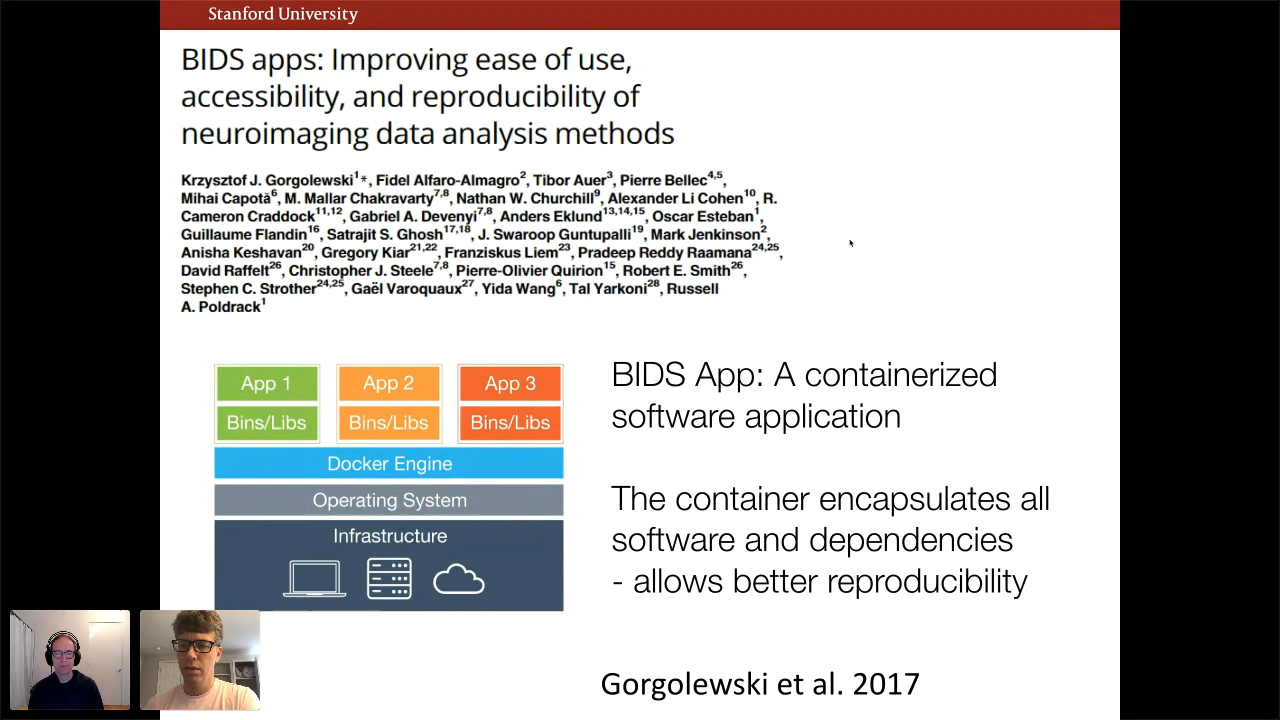 Stanford University
BIDS apps: Improving ease of use,
accessibility, and reproducibility of
neuroimaging data analysis methods
Krzysztof J. Gorgolewski1*, Fidel Alfaro-Almagro2, Tibor Auer3, Pierre Bellec4,5,
Mihai Capotă6, M. Mallar Chakravarty7,8, Nathan W. Churchill9, Alexander Li Cohen10, R.
Cameron Craddock11,12, Gabriel A. Devenyi7,8, Anders Eklund13,14,15, Oscar Esteban1,
Guillaume Flandin16, Satrajit S. Ghosh17,18, J. Swaroop Guntupalli19, Mark Jenkinson2,
Anisha Keshavan20, Gregory Kiar21,22, Franziskus Liem23, Pradeep Reddy Raamana24,25,
David Raffelt26, Christopher J. Steele7,8, Pierre-Olivier Quirion15, Robert E. Smith26,
Stephen C. Strother24,25, Gaël Varoquaux27, Yida Wang6, Tal Yarkoni28, Russell
A. Poldrack1
App 1 App 2 App 3
Bins/Libs Bins/Libs Bins/Libs
Docker Engine
Operating System
Infrastructure
BIDS App: A containerized
software application
The container encapsulates all
software and dependencies
- allows better reproducibility
Gorgolewski et al. 2017